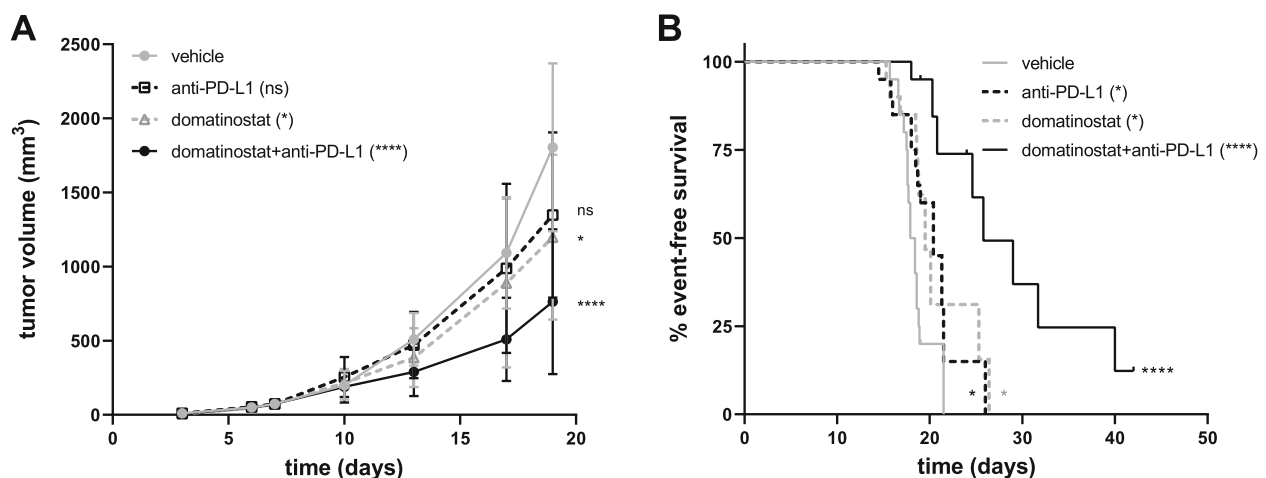 A
tumor volume (mm³)
2500
2000
1500
1000
500
0
vehicle
anti-PD-L1 (ns)
domatinostat (*)
domatinostat+anti-PD-L1 (****)
ns
*
****
0 5 10 15 20
time (days)
B
% event-free survival
100
75
50
25
0
vehicle
anti-PD-L1 (*)
domatinostat (*)
domatinostat+anti-PD-L1 (****)
****
* *
0 10 20 30 40 50
time (days)